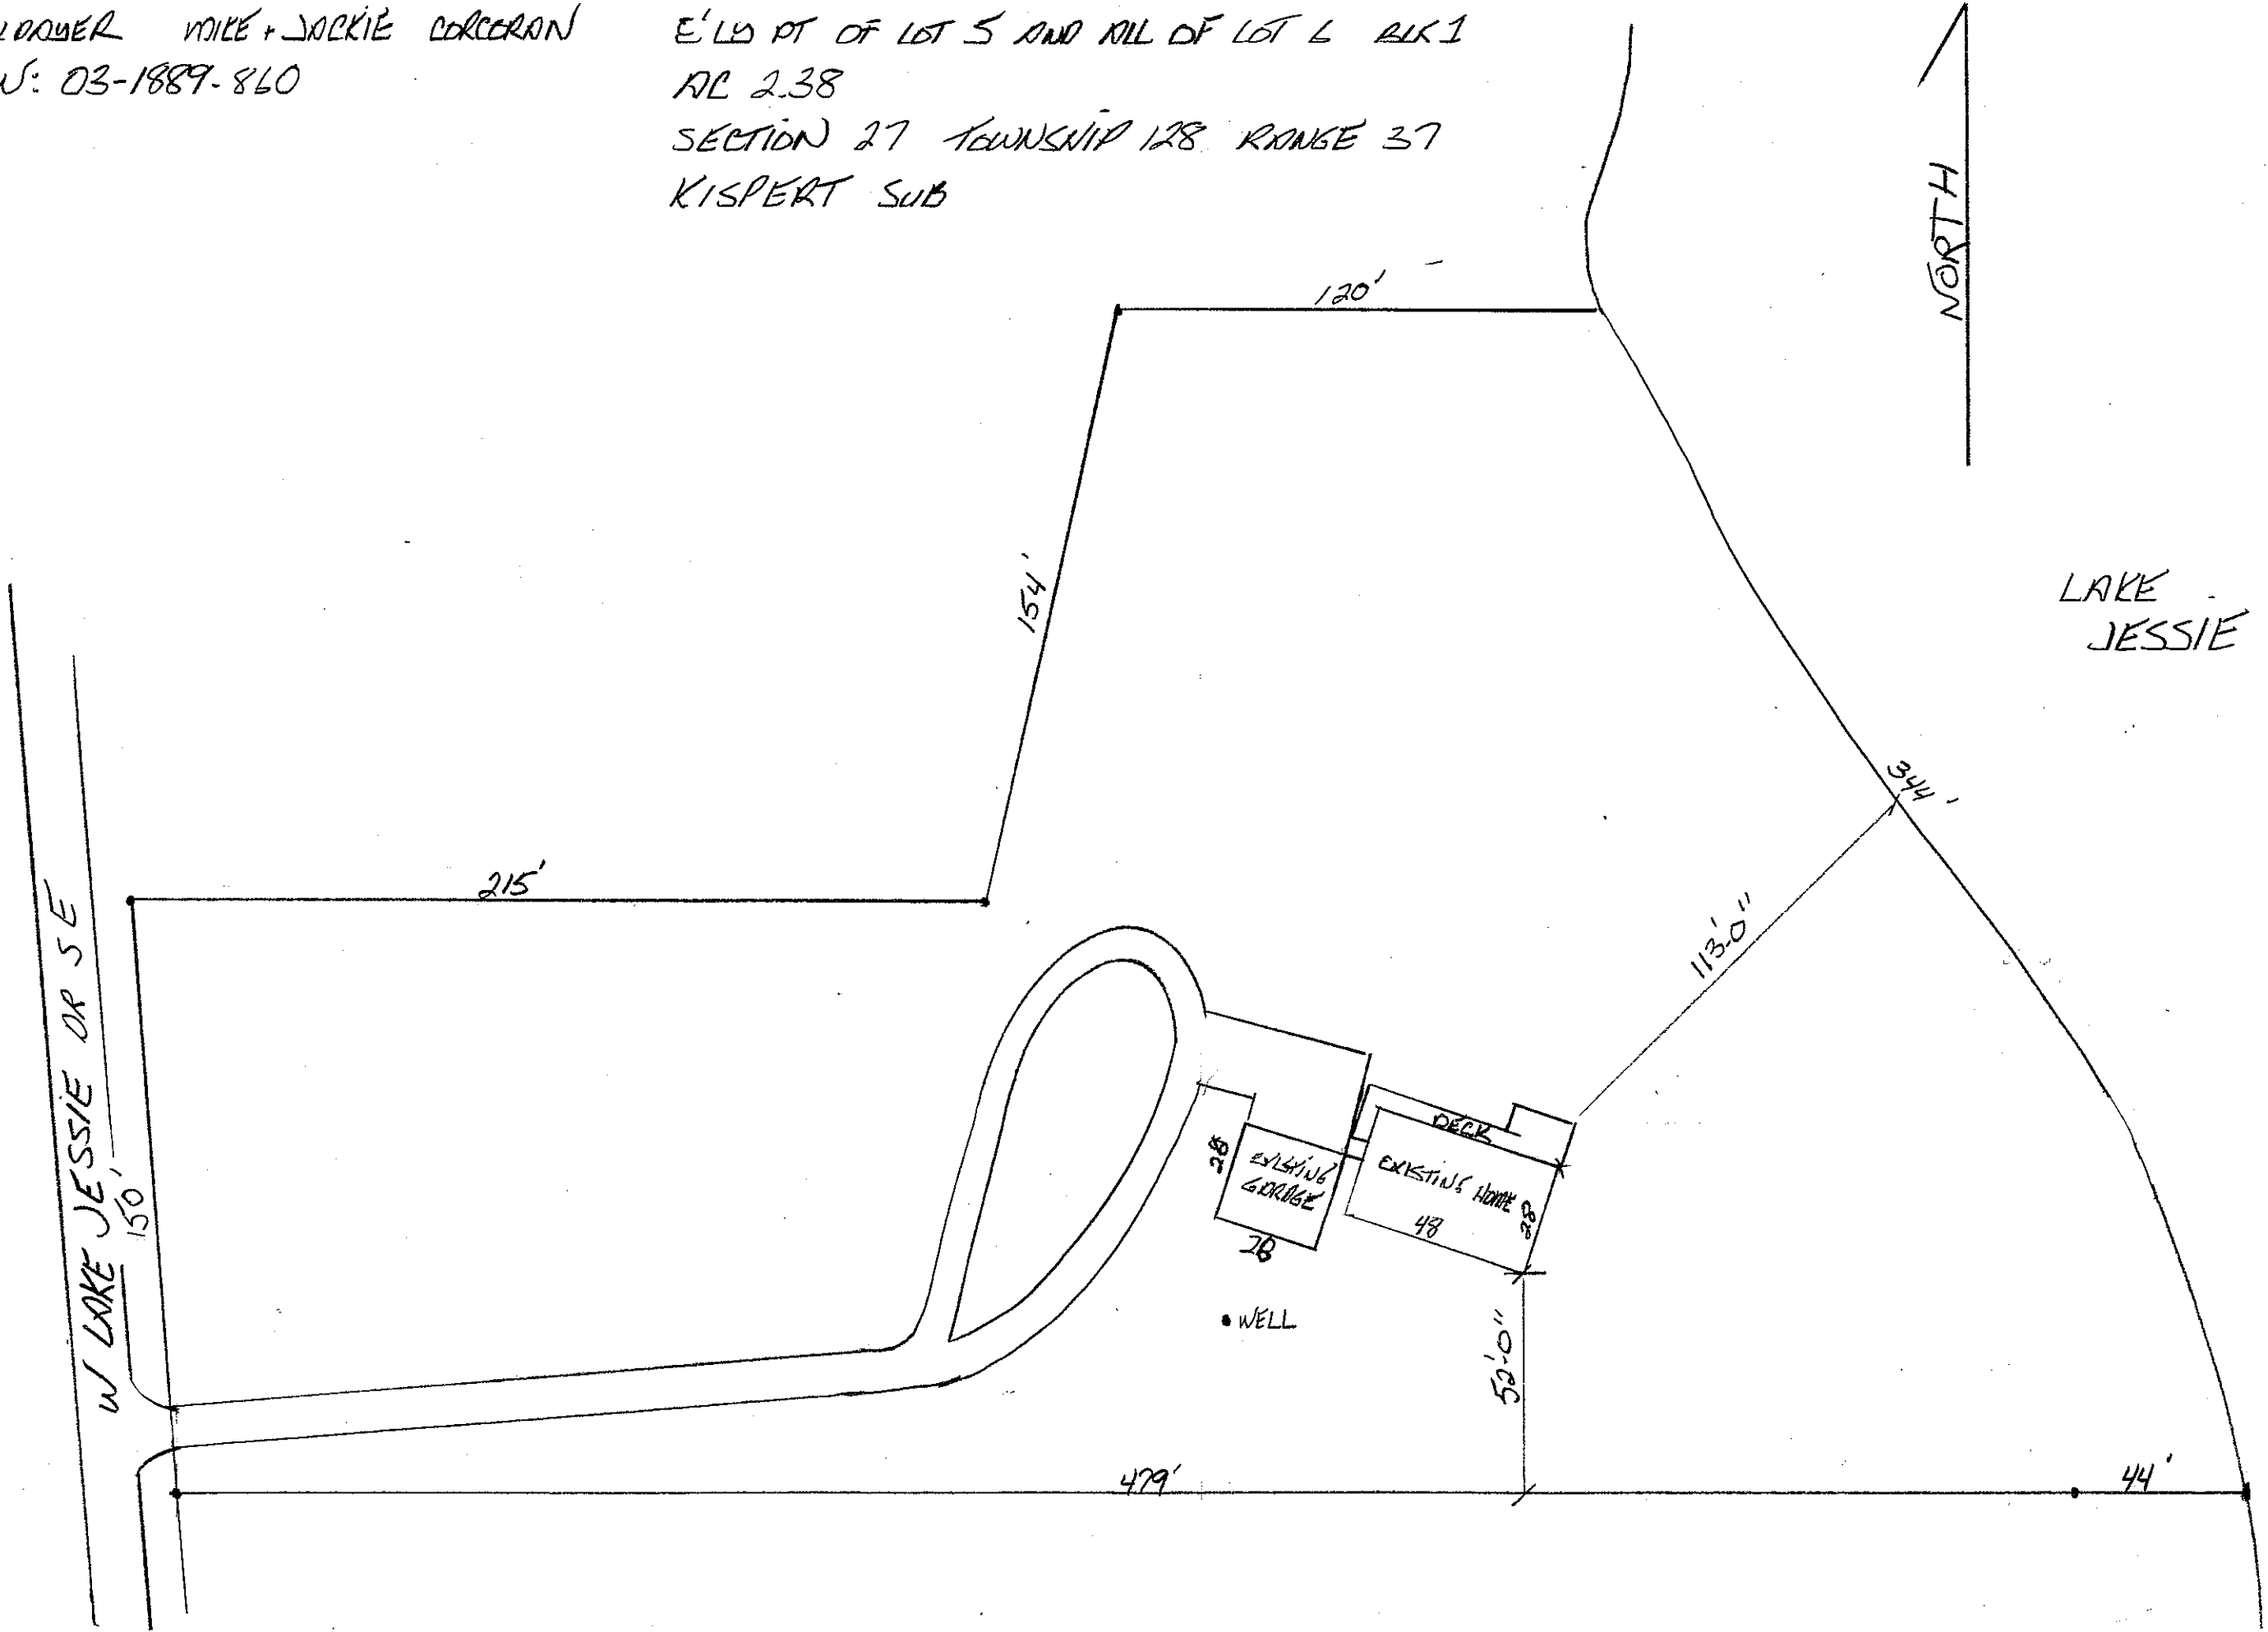 MIKE + JACKIE CORCORAN
03-1889-860
E'LY PT OF LOT 5 AND ALL OF LOT 6 BLK 1
AC 2.38
SECTION 27 TOWNSHIP 128 RANGE 37
KISPERT SUB
NORTH
120'
154'
LAKE
JESSIE
344'
215'
113'-0"
W LAKE JESSIE DR SE
150'
DECK
28
EXISTING
GARAGE
28
EXISTING HOME
48
28
WELL
52'-0"
479'
44'